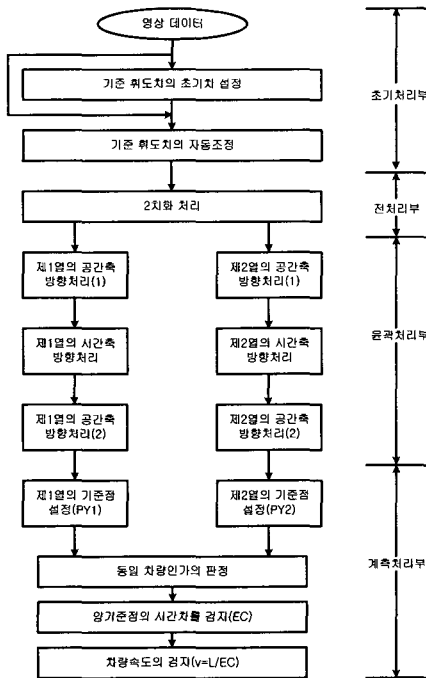 영상 데이터
기준 휘도치의 초기치 설정
기준 휘도치의 자동조정
2치화 처리
제1열의 공간축
방향처리(1)
제2열의 공간축
방향처리(1)
제1열의 시간축
방향처리
제2열의 시간축
방향처리
제1열의 공간축
방향처리(2)
제2열의 공간축
방향처리(2)
제1열의 기준점
설정(PY1)
제2열의 기준점
설정(PY2)
동일 차량인가의 판정
양기준점의 시간차를 검지(EC)
차량속도의 검지(v=L/EC)
초기처리부
전처리부
윤곽처리부
계측처리부